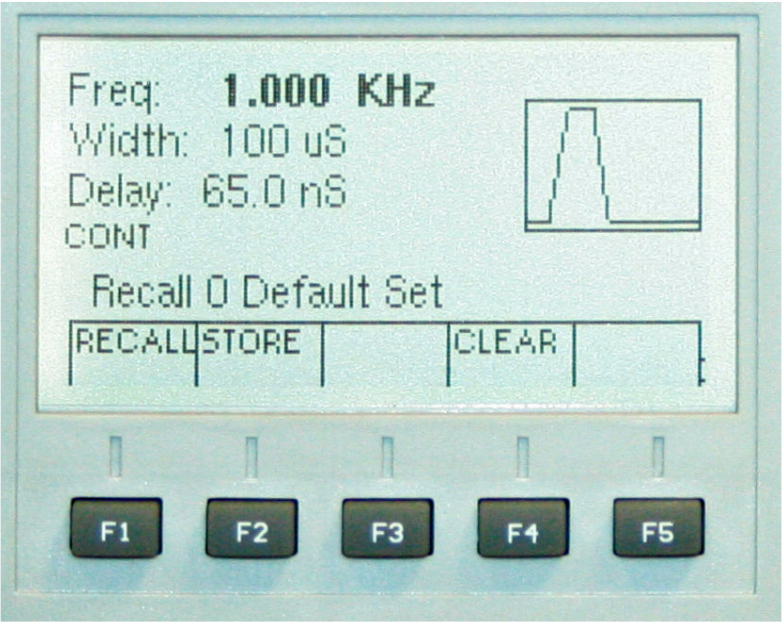 Freq: 1.000 KHz
Width: 100 uS
Delay: 65.0 nS
CONT
Recall 0 Default Set
RECALL STORE CLEAR
F1 F2 F3 F4 F5